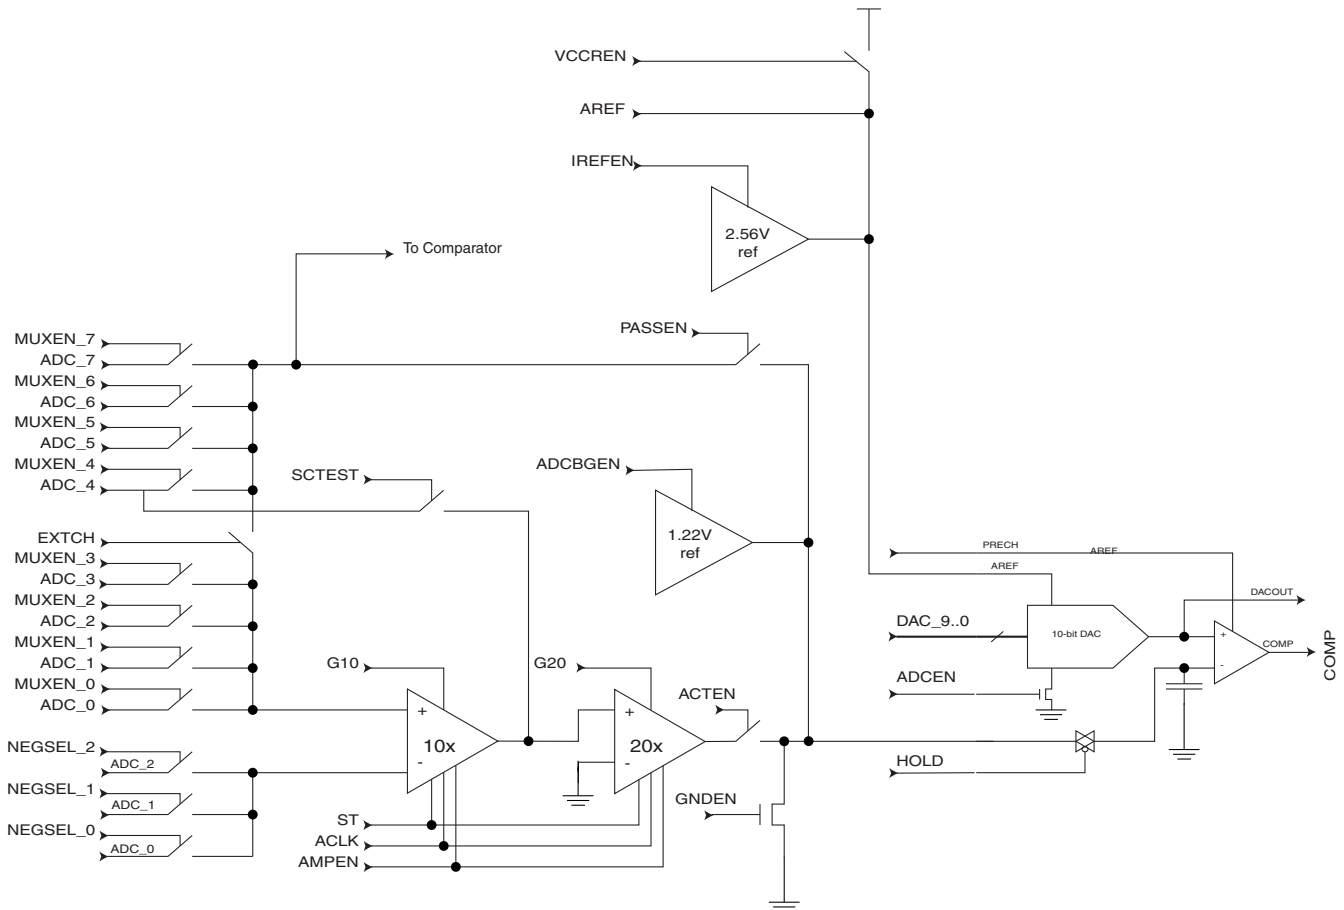 VCCREN
AREF
IREFEN
2.56V
ref
To Comparator
PASSEN
MUXEN_7
ADC_7
MUXEN_6
ADC_6
MUXEN_5
ADC_5
MUXEN_4
ADC_4
SCTEST
ADCBGEN
1.22V
ref
EXTCH
MUXEN_3
ADC_3
MUXEN_2
ADC_2
MUXEN_1
ADC_1
MUXEN_0
ADC_0
PRECH
AREF
AREF
DACOUT
DAC_9..0
10-bit DAC
+
-
COMP
COMP
ADCEN
HOLD
G10
+
10x
-
G20
+
20x
-
ACTEN
NEGSEL_2
ADC_2
NEGSEL_1
ADC_1
NEGSEL_0
ADC_0
GNDEN
ST
ACLK
AMPEN